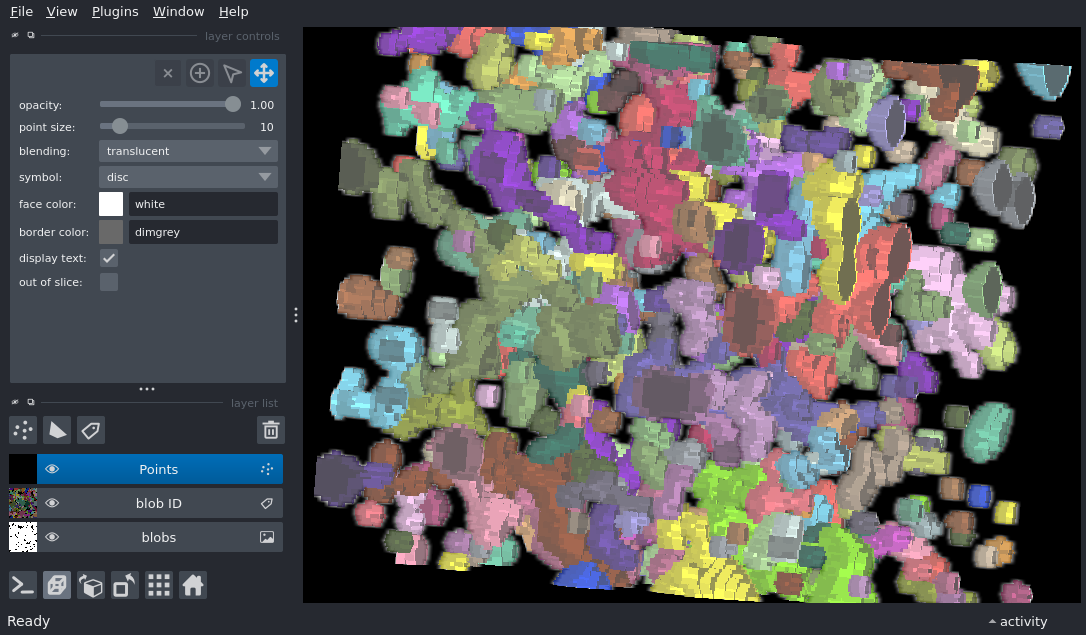 File View Plugins Window Help
layer controls
opacity: 1.00
point size: 10
blending: translucent
symbol: disc
face color: white
border color: dimgrey
display text:
out of slice:
layer list
Points
blob ID
blobs
Ready
activity